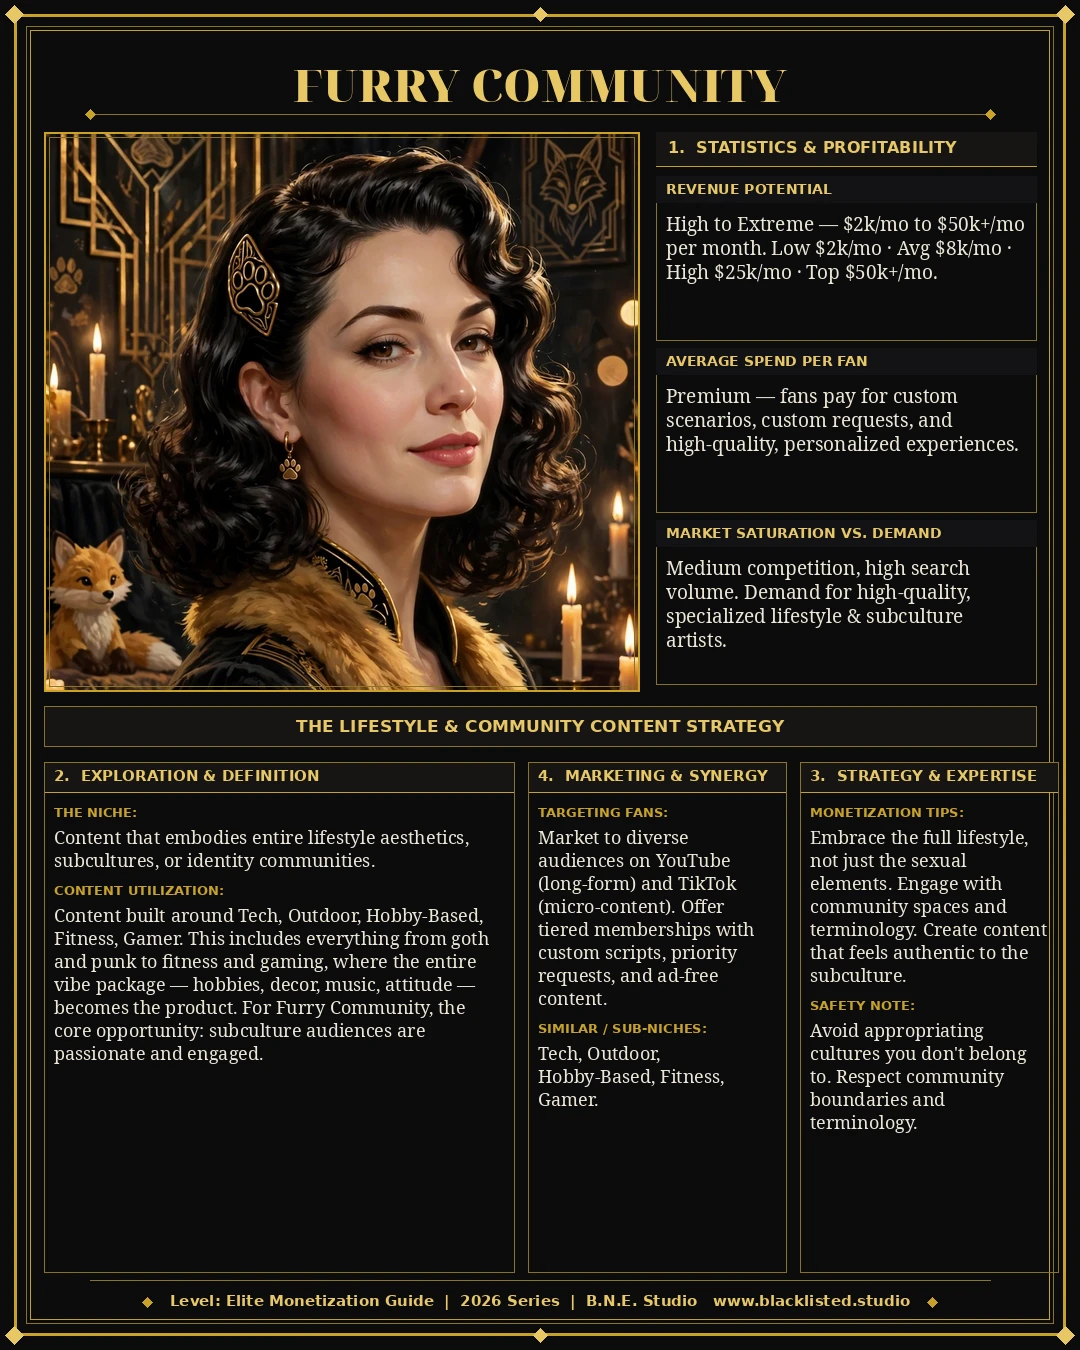 FURRY COMMUNITY
1. STATISTICS & PROFITABILITY
REVENUE POTENTIAL
High to Extreme — $2k/mo to $50k+/mo
per month. Low $2k/mo · Avg $8k/mo ·
High $25k/mo · Top $50k+/mo.
AVERAGE SPEND PER FAN
Premium — fans pay for custom
scenarios, custom requests, and
high-quality, personalized experiences.
MARKET SATURATION VS. DEMAND
Medium competition, high search
volume. Demand for high-quality,
specialized lifestyle & subculture
artists.
THE LIFESTYLE & COMMUNITY CONTENT STRATEGY
2. EXPLORATION & DEFINITION
THE NICHE:
Content that embodies entire lifestyle aesthetics,
subcultures, or identity communities.
CONTENT UTILIZATION:
Content built around Tech, Outdoor, Hobby-Based,
Fitness, Gamer. This includes everything from goth
and punk to fitness and gaming, where the entire
vibe package — hobbies, decor, music, attitude —
becomes the product. For Furry Community, the
core opportunity: subculture audiences are
passionate and engaged.
4. MARKETING & SYNERGY
TARGETING FANS:
Market to diverse
audiences on YouTube
(long-form) and TikTok
(micro-content). Offer
tiered memberships with
custom scripts, priority
requests, and ad-free
content.
SIMILAR / SUB-NICHES:
Tech, Outdoor,
Hobby-Based, Fitness,
Gamer.
3. STRATEGY & EXPERTISE
MONETIZATION TIPS:
Embrace the full lifestyle,
not just the sexual
elements. Engage with
community spaces and
terminology. Create content
that feels authentic to the
subculture.
SAFETY NOTE:
Avoid appropriating
cultures you don't belong
to. Respect community
boundaries and
terminology.
Level: Elite Monetization Guide | 2026 Series | B.N.E. Studio www.blacklisted.studio